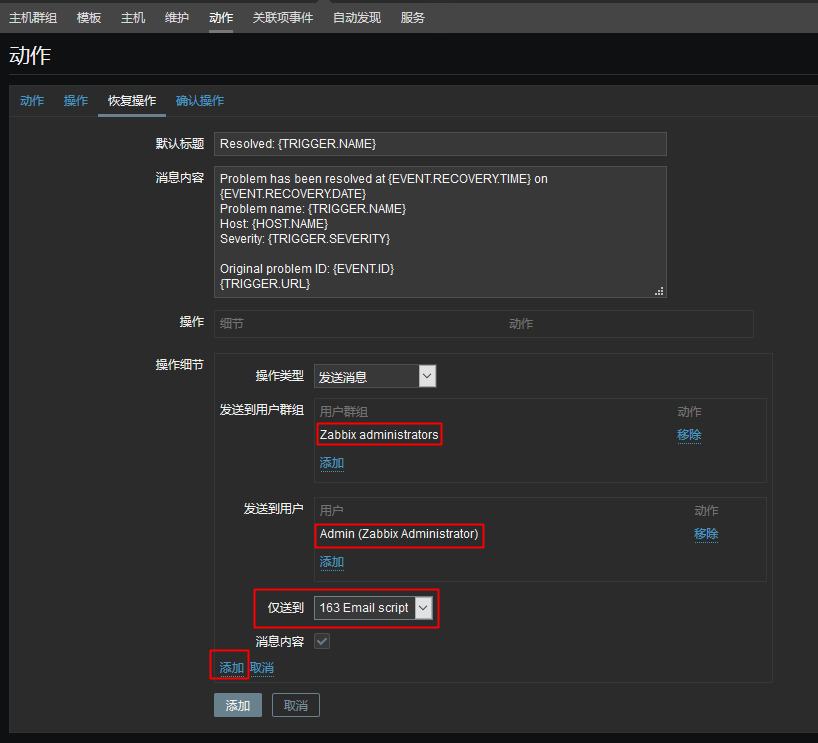 主机群组 模板 主机 维护 动作 关联项事件 自动发现 服务
动作
动作 操作 恢复操作 确认操作
默认标题 Resolved: {TRIGGER.NAME}
消息内容 Problem has been resolved at {EVENT.RECOVERY.TIME} on
{EVENT.RECOVERY.DATE}
Problem name: {TRIGGER.NAME}
Host: {HOST.NAME}
Severity: {TRIGGER.SEVERITY}
Original problem ID: {EVENT.ID}
{TRIGGER.URL}
操作 细节 动作
操作细节
操作类型 发送消息
发送到用户群组 用户群组 动作
Zabbix administrators 移除
添加
发送到用户 用户 动作
Admin (Zabbix Administrator) 移除
添加
仅送到 163 Email script
消息内容
添加 取消
添加 取消